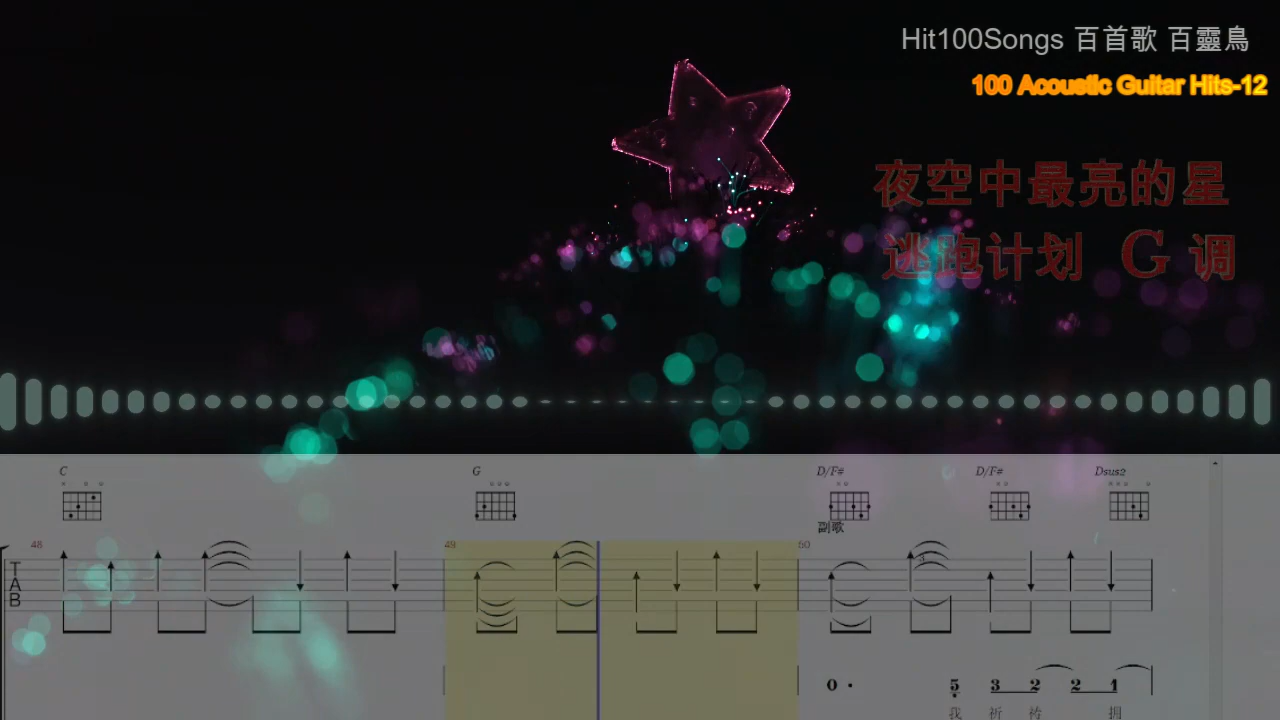 Hit100Songs 百首歌 百靈鳥
100 Acoustic Guitar Hits-12
夜空中最亮的星
逃跑计划 G 调
C G D/F# D/F# Dsus2
副歌
48 49 50
T
A
B
0 · 5 3 2 2 1
我 祈 祷 拥